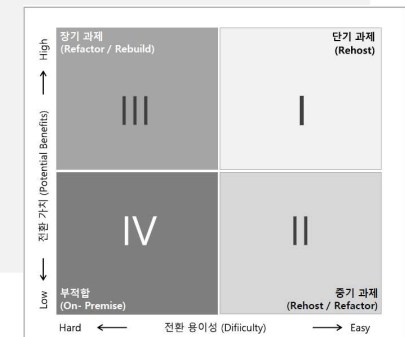 High
전환 가치 (Potential Benefits)
Low
장기 과제
(Refactor / Rebuild)
III
단기 과제
(Rehost)
I
IV
부적합
(On- Premise)
II
중기 과제
(Rehost / Refactor)
Hard
전환 용이성 (Difiiculty)
Easy